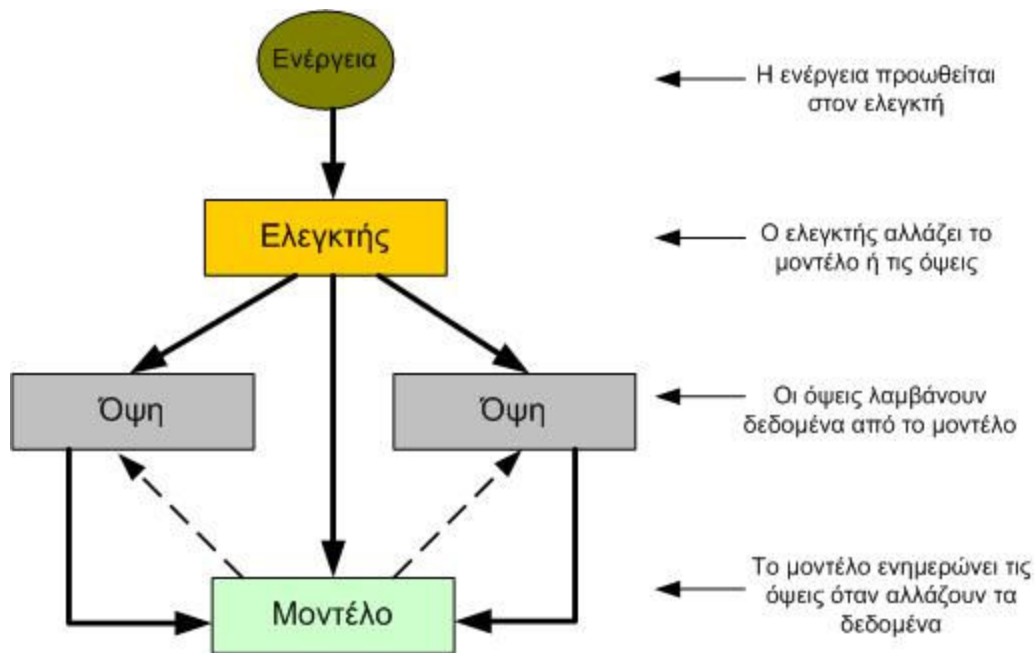 Ενέργεια
Η ενέργεια προωθείται
στον ελεγκτή
Ελεγκτής
Ο ελεγκτής αλλάζει το
μοντέλο ή τις όψεις
Όψη
Όψη
Οι όψεις λαμβάνουν
δεδομένα από το μοντέλο
Μοντέλο
Το μοντέλο ενημερώνει τις
όψεις όταν αλλάζουν τα
δεδομένα